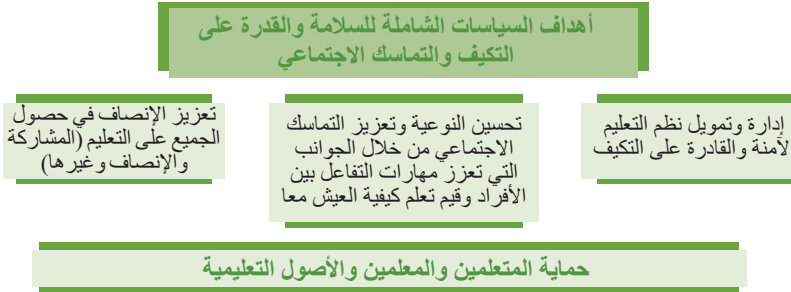 أهداف السياسات الشاملة للسلامة والقدرة على
التكيف والتماسك الاجتماعي
إدارة وتمويل نظم التعليم
لآمنة والقادرة على التكيف
تحسين النوعية وتعزيز التماسك
الاجتماعي من خلال الجوانب
التي تعزز مهارات التفاعل بين
الأفراد وقيم تعلم كيفية العيش معا
تعزيز الإنصاف في حصول
الجميع على التعليم (المشاركة
والإنصاف وغيرها)
حماية المتعلمين والمعلمين والأصول التعليمية